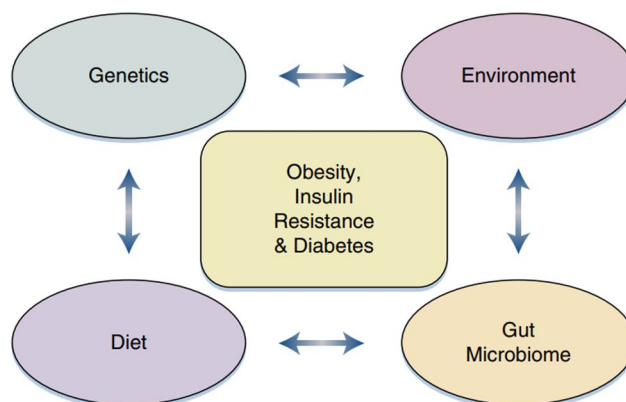 Genetics
Environment
Obesity,
Insulin
Resistance
& Diabetes
Diet
Gut
Microbiome